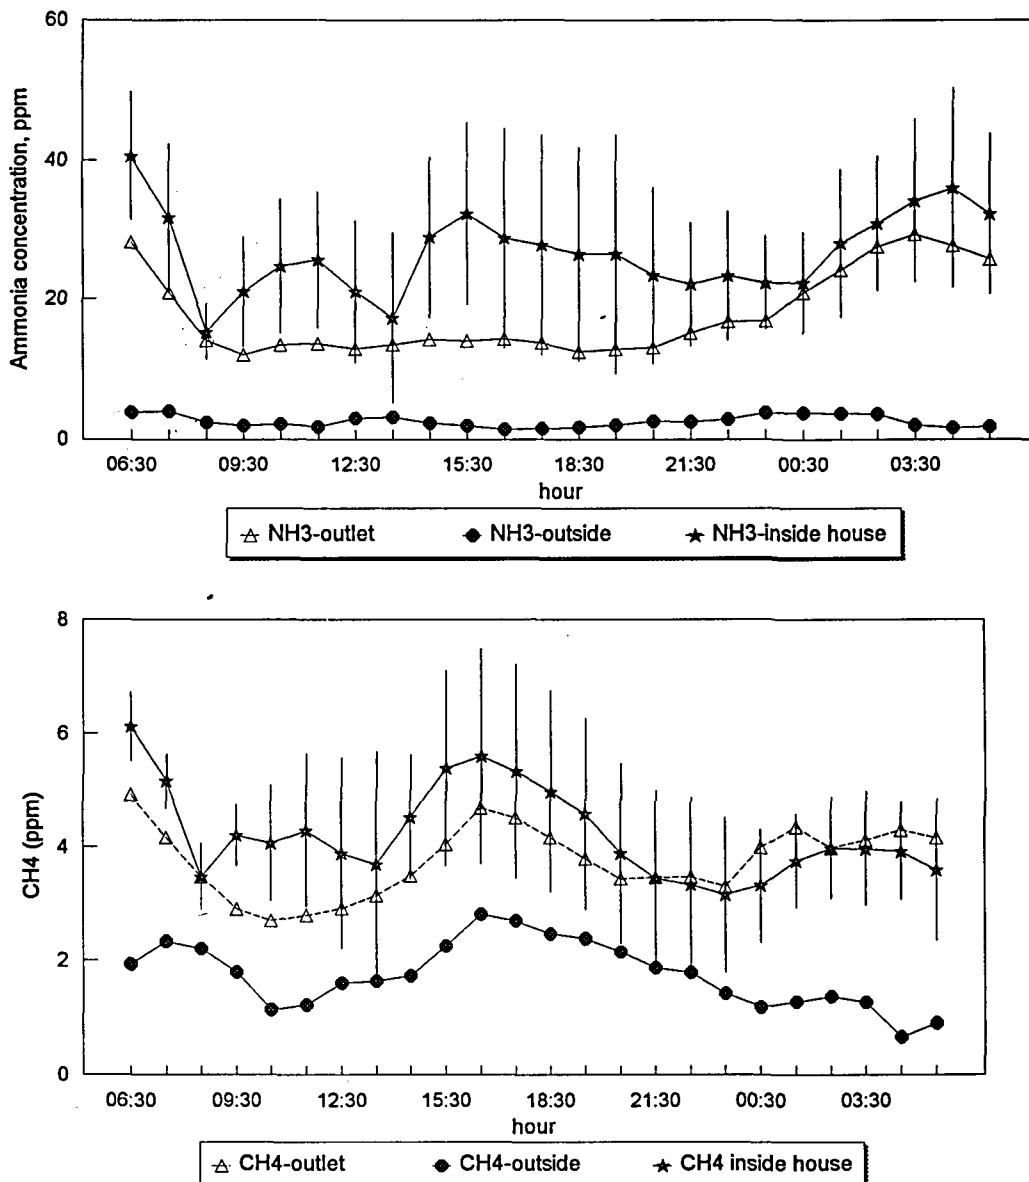 60
40
20
0
Ammonia concentration, ppm
06:30 09:30 12:30 15:30 18:30 21:30 00:30 03:30
hour
NH3-outlet NH3-outside NH3-inside house
8
6
4
2
0
CH4 (ppm)
06:30 09:30 12:30 15:30 18:30 21:30 00:30 03:30
hour
CH4-outlet CH4-outside CH4 inside house